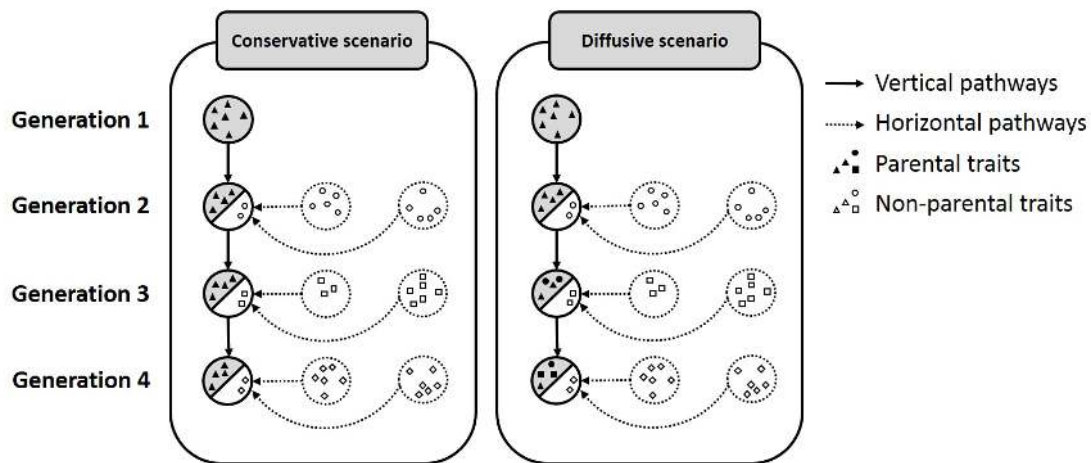 Conservative scenario
Diffusive scenario
Generation 1
Generation 2
Generation 3
Generation 4
Vertical pathways
Horizontal pathways
Parental traits
Non-parental traits